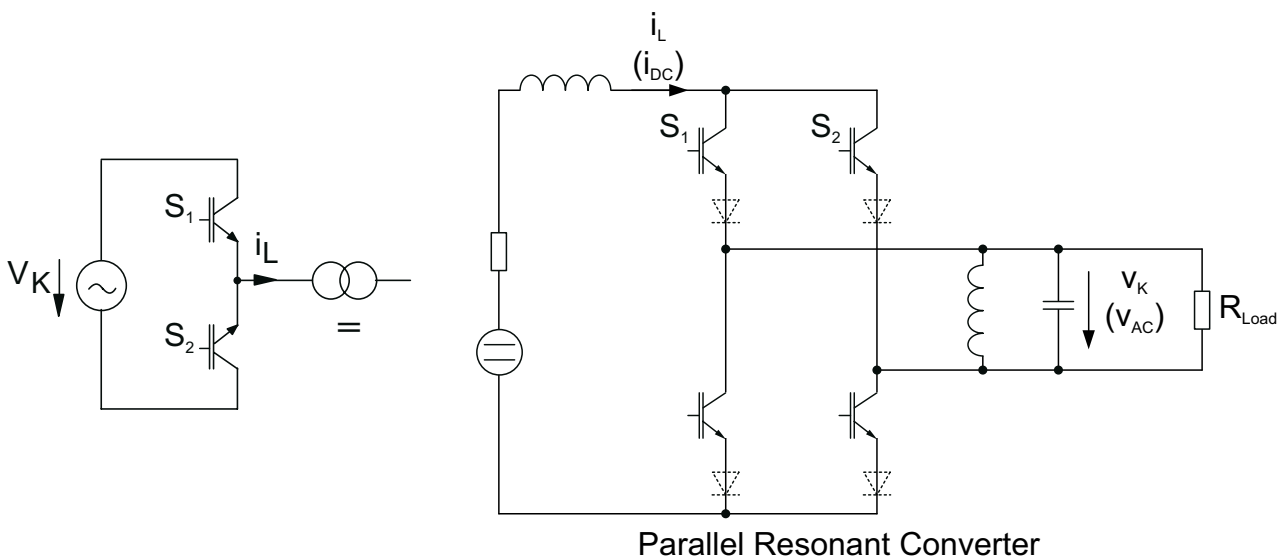 i_L
(i_DC)
S_1
S_2
S_1
i_L
V_K
S_2
v_K
(v_AC)
R_Load
Parallel Resonant Converter